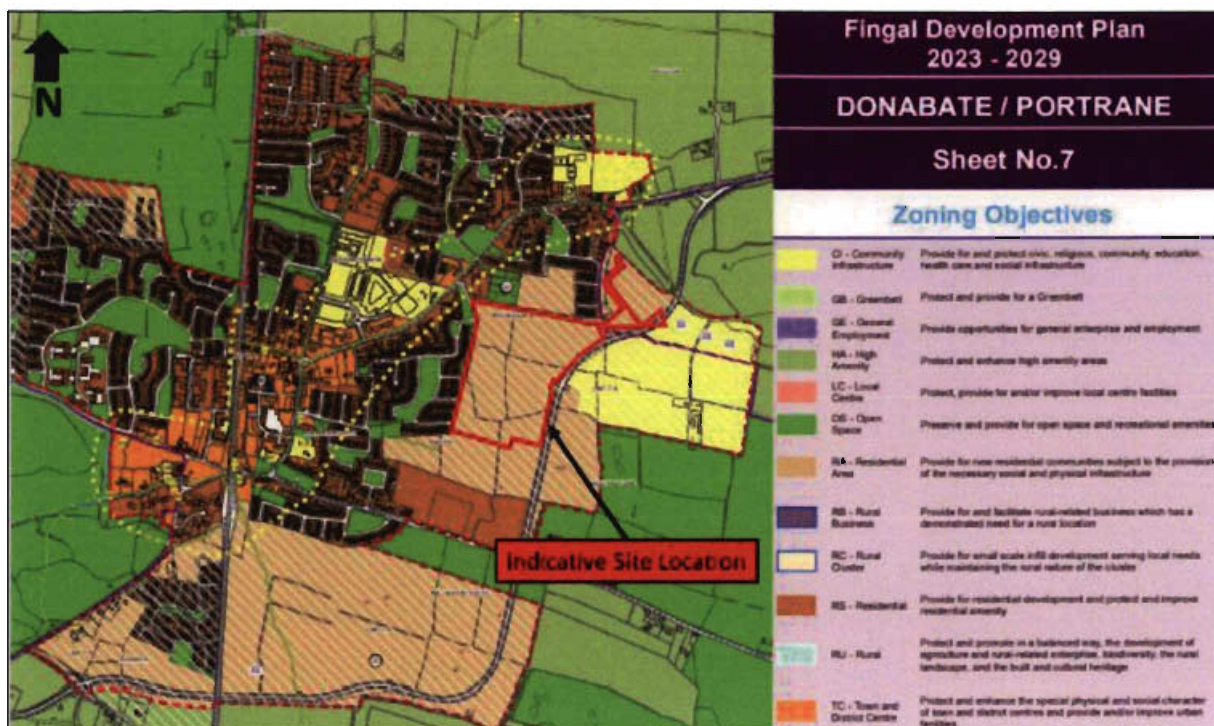 N
Fingal Development Plan
2023 - 2029
DONABATE / PORTRANE
Sheet No.7
Zoning Objectives
CI - Community
Infrastructure
Provide for and protect civic, religious, community, education,
health care and social infrastructure
GB - Greenbelt
Protect and provide for a Greenbelt
GE - General
Employment
Provide opportunities for general enterprise and employment
HA - High
Amenity
Protect and enhance high amenity areas
LC - Local
Centre
Protect, provide for and/or improve local centre facilities
OS - Open
Space
Preserve and provide for open space and recreational amenities
RA - Residential
Area
Provide for new residential communities subject to the provision
of the necessary social and physical infrastructure
RB - Rural
Business
Provide for and facilitate rural-related business which has a
demonstrated need for a rural location
RC - Rural
Cluster
Provide for small scale infill development serving local needs
while maintaining the rural nature of the cluster
RS - Residential
Provide for residential development and protect and improve
residential amenity
RU - Rural
Protect and promote in a balanced way, the development of
agriculture and rural-related enterprise, biodiversity, the rural
landscape, and the built and cultural heritage
TC - Town and
District Centre
Protect and enhance the special physical and social character
of town and district centres and provide and/or improve urban
facilities
Indicative Site Location